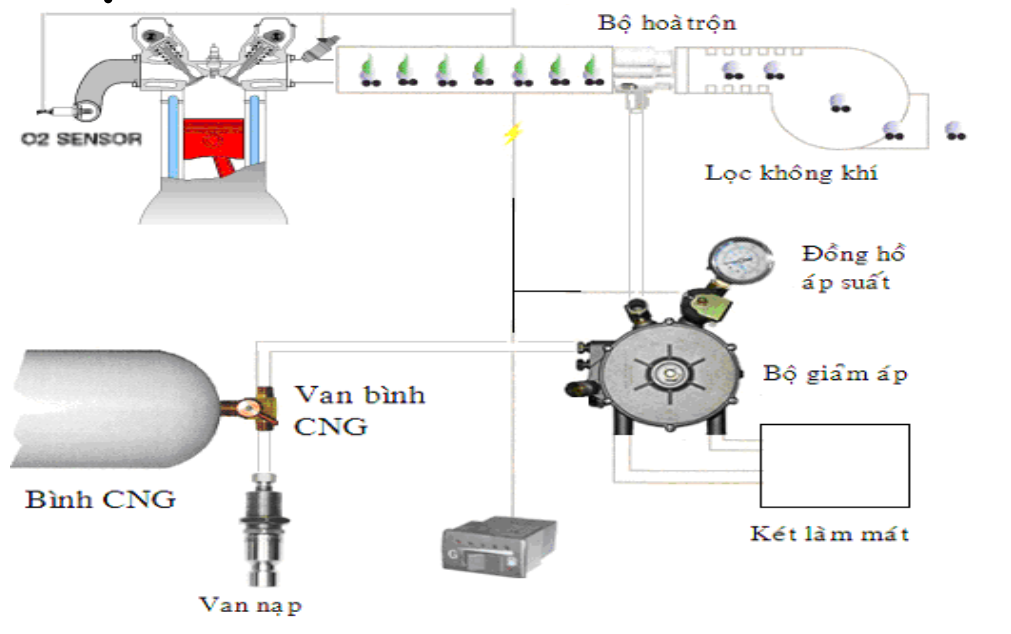 Bộ hoà trộn
O2 SENSOR
Lọc không khí
Đồng hồ
áp suất
Bộ giảm áp
Van bình
CNG
Bình CNG
Két làm mát
Van nạp
G